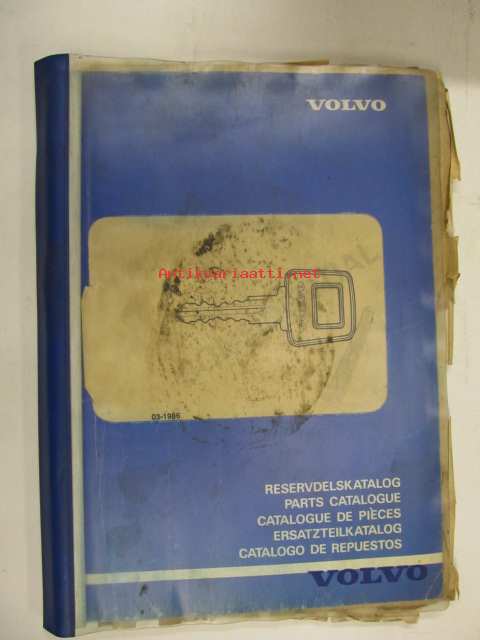 VOLVO
Antikvariaatti.net
03-1986
RESERVDELSKATALOG
PARTS CATALOGUE
CATALOGUE DE PIÈCES
ERSATZTEILKATALOG
CATALOGO DE REPUESTOS
VOLVO